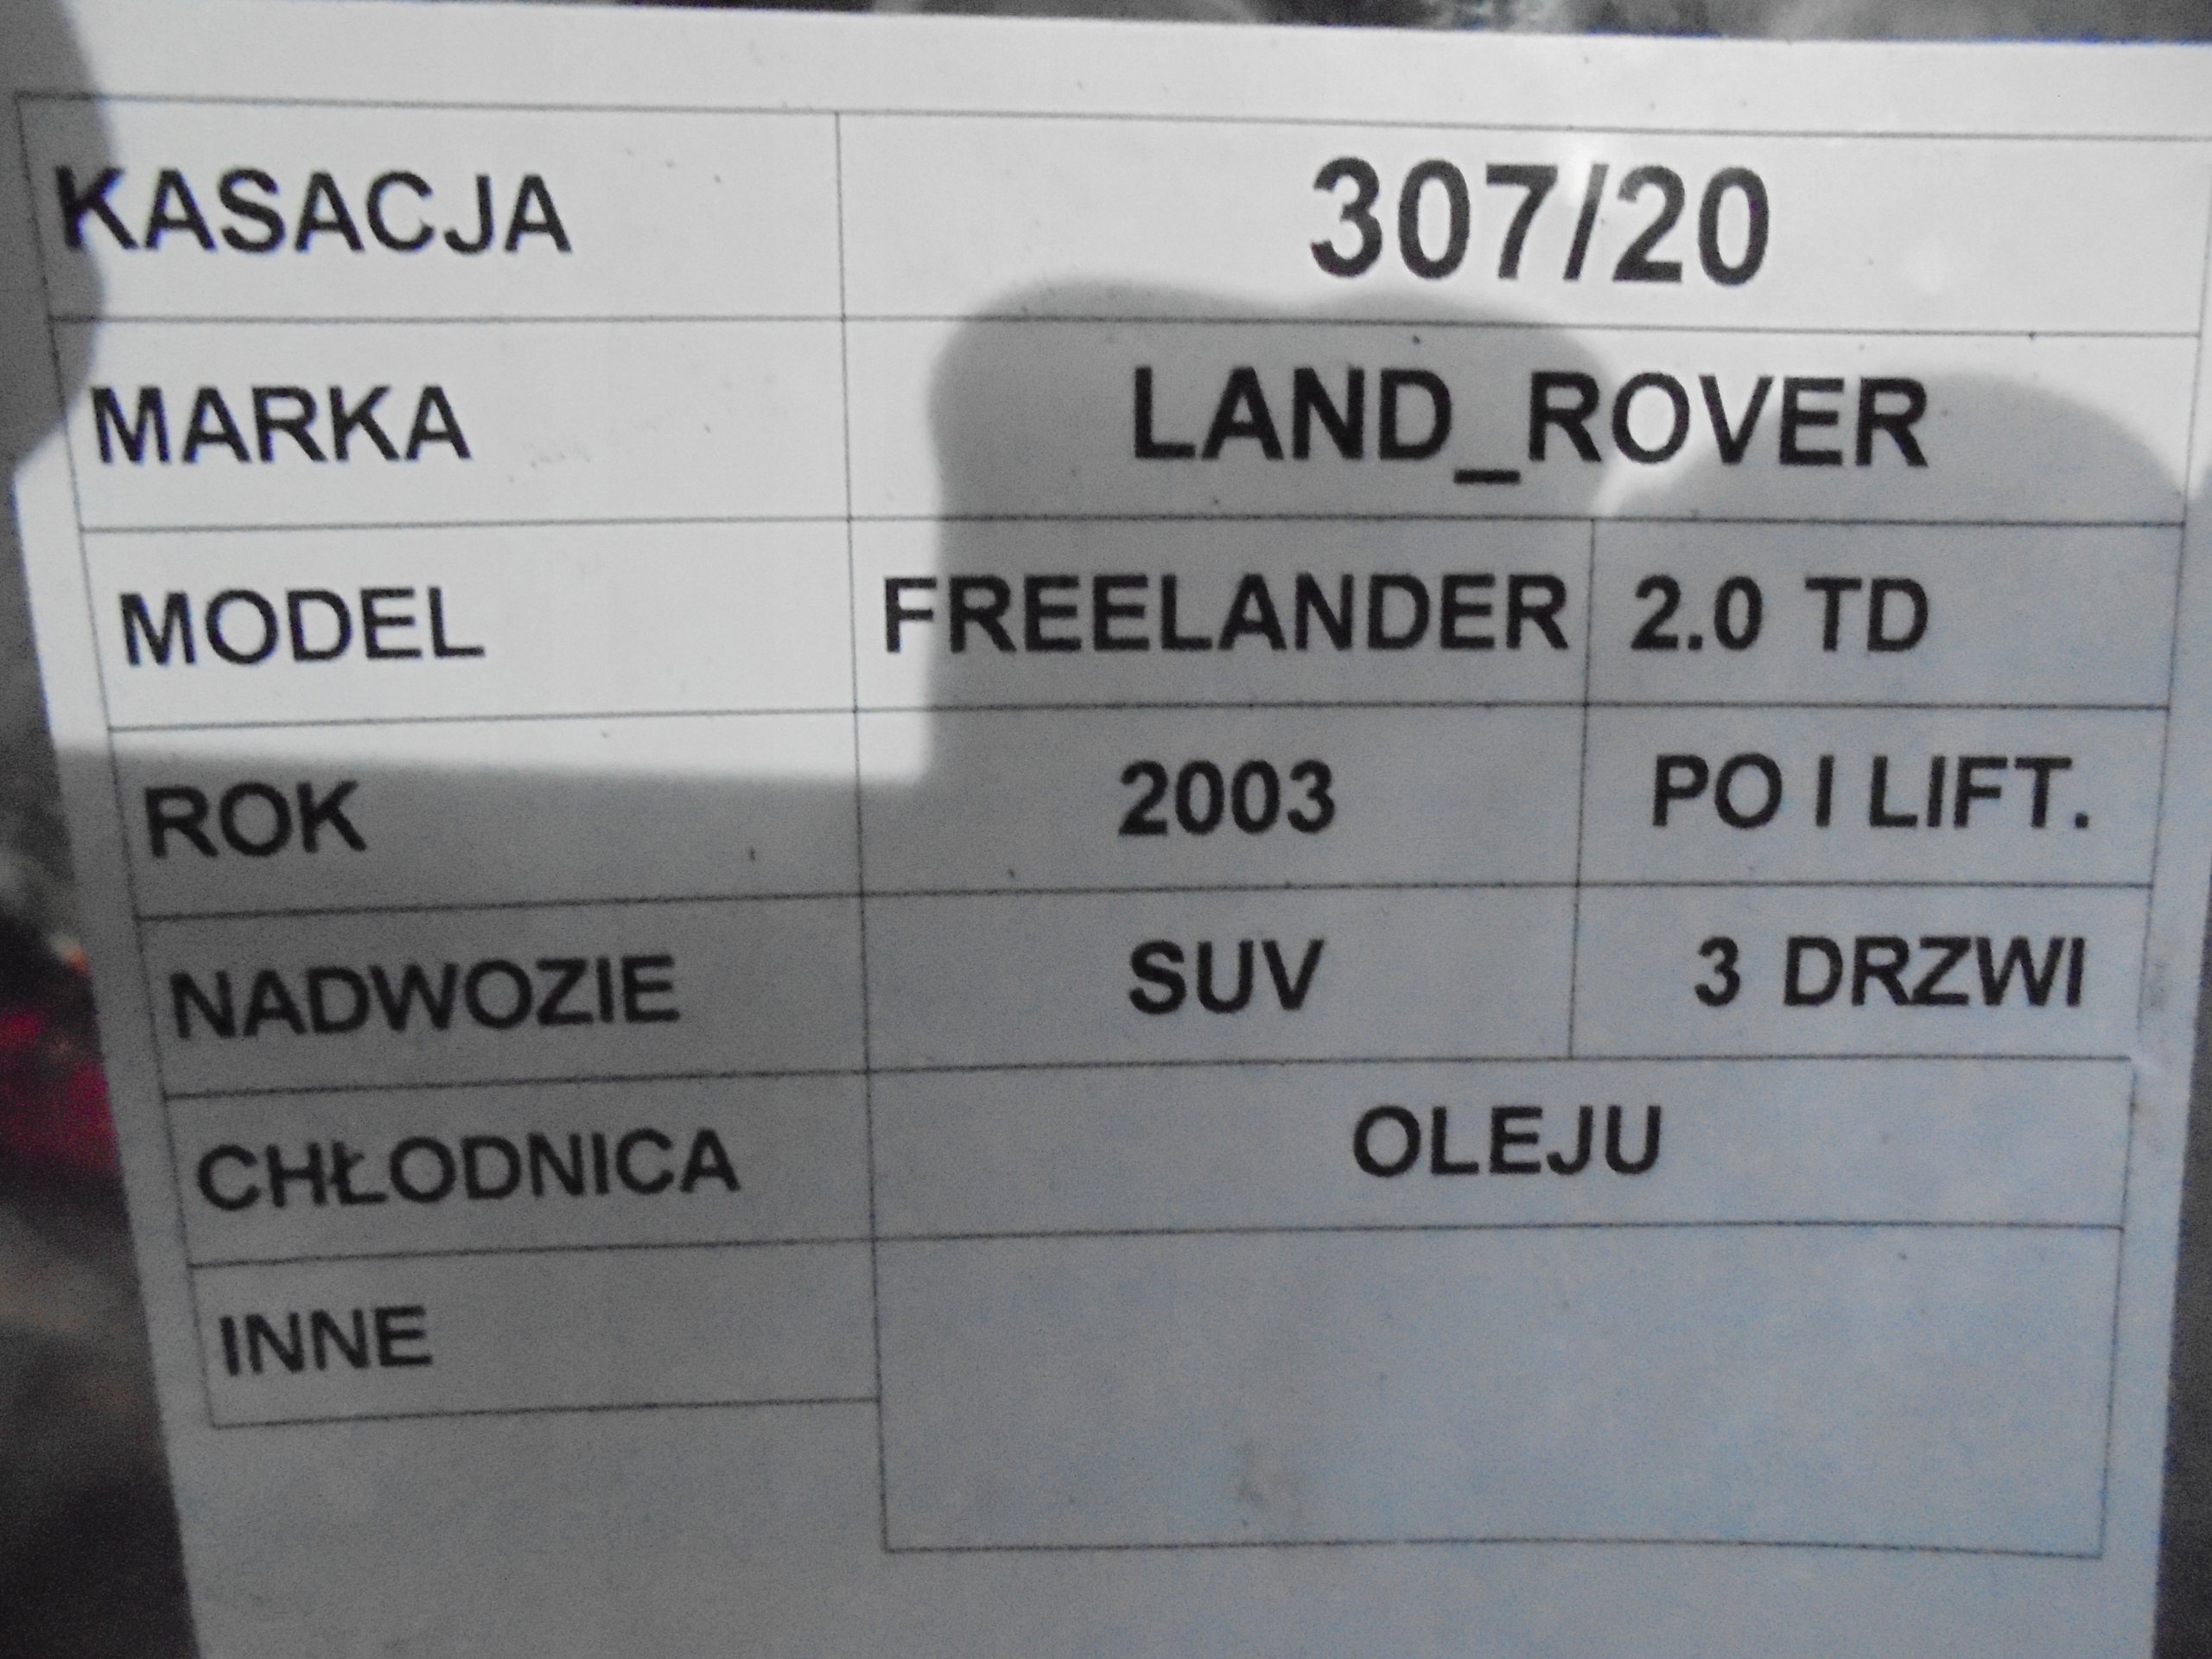 KASACJA 307/20
MARKA LAND_ROVER
MODEL FREELANDER 2.0 TD
ROK 2003 PO I LIFT.
NADWOZIE SUV 3 DRZWI
CHŁODNICA OLEJU
INNE